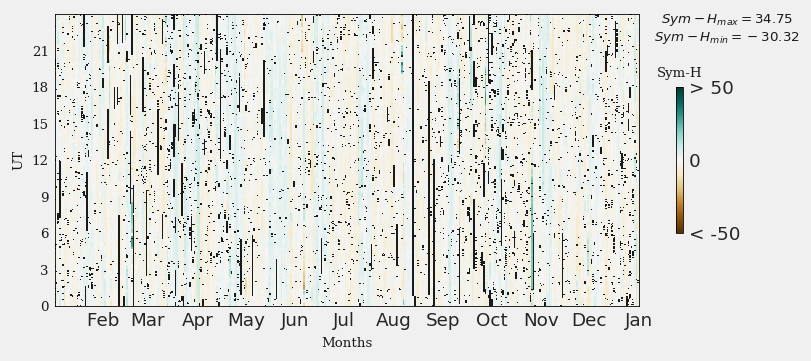 Sym − H_max = 34.75
Sym − H_min = − 30.32
Sym-H
> 50
0
< -50
21
18
15
12
9
6
3
0
UT
Feb Mar Apr May Jun Jul Aug Sep Oct Nov Dec Jan
Months